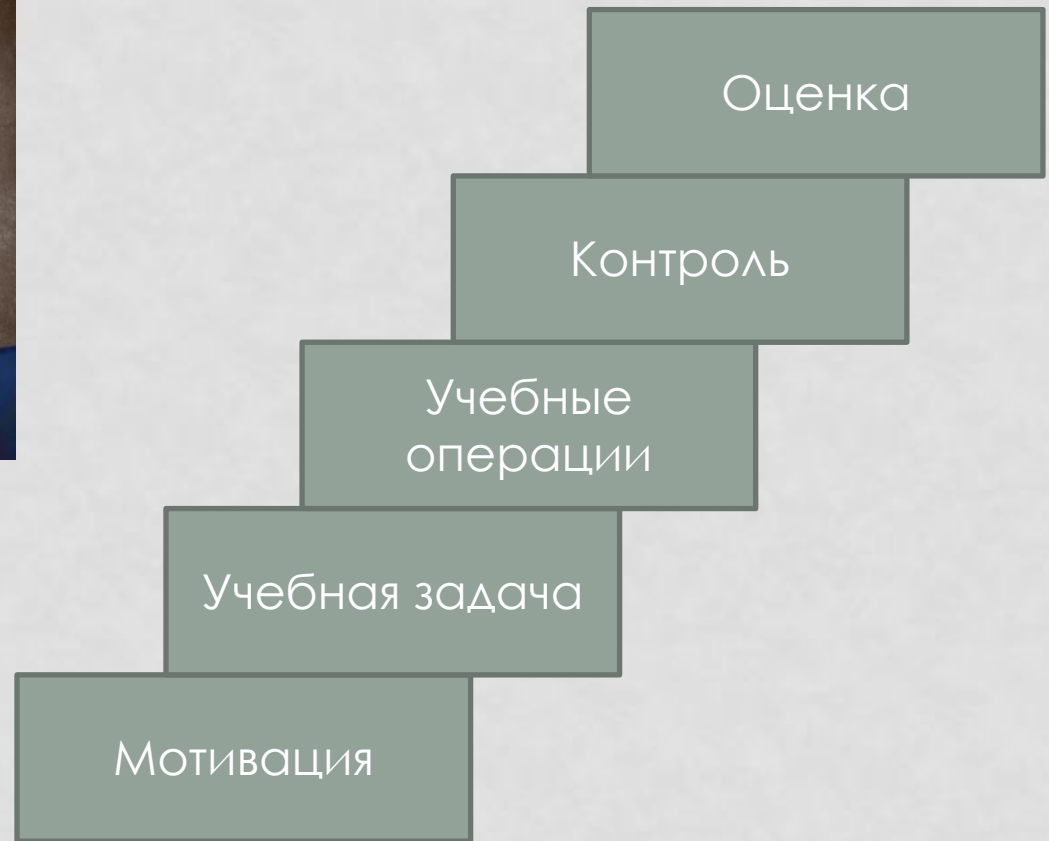 Оценка
Контроль
Учебные
операции
Учебная задача
Мотивация